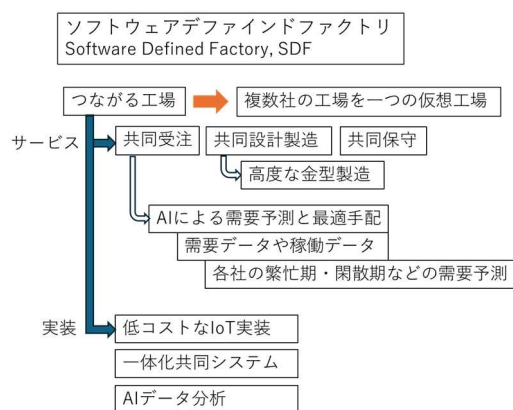 ソフトウェアデファインドファクトリ
Software Defined Factory, SDF
つながる工場
複数社の工場を一つの仮想工場
サービス
共同受注
共同設計製造
共同保守
高度な金型製造
AIによる需要予測と最適手配
需要データや稼働データ
各社の繁忙期・閑散期などの需要予測
実装
低コストなIoT実装
一体化共同システム
AIデータ分析